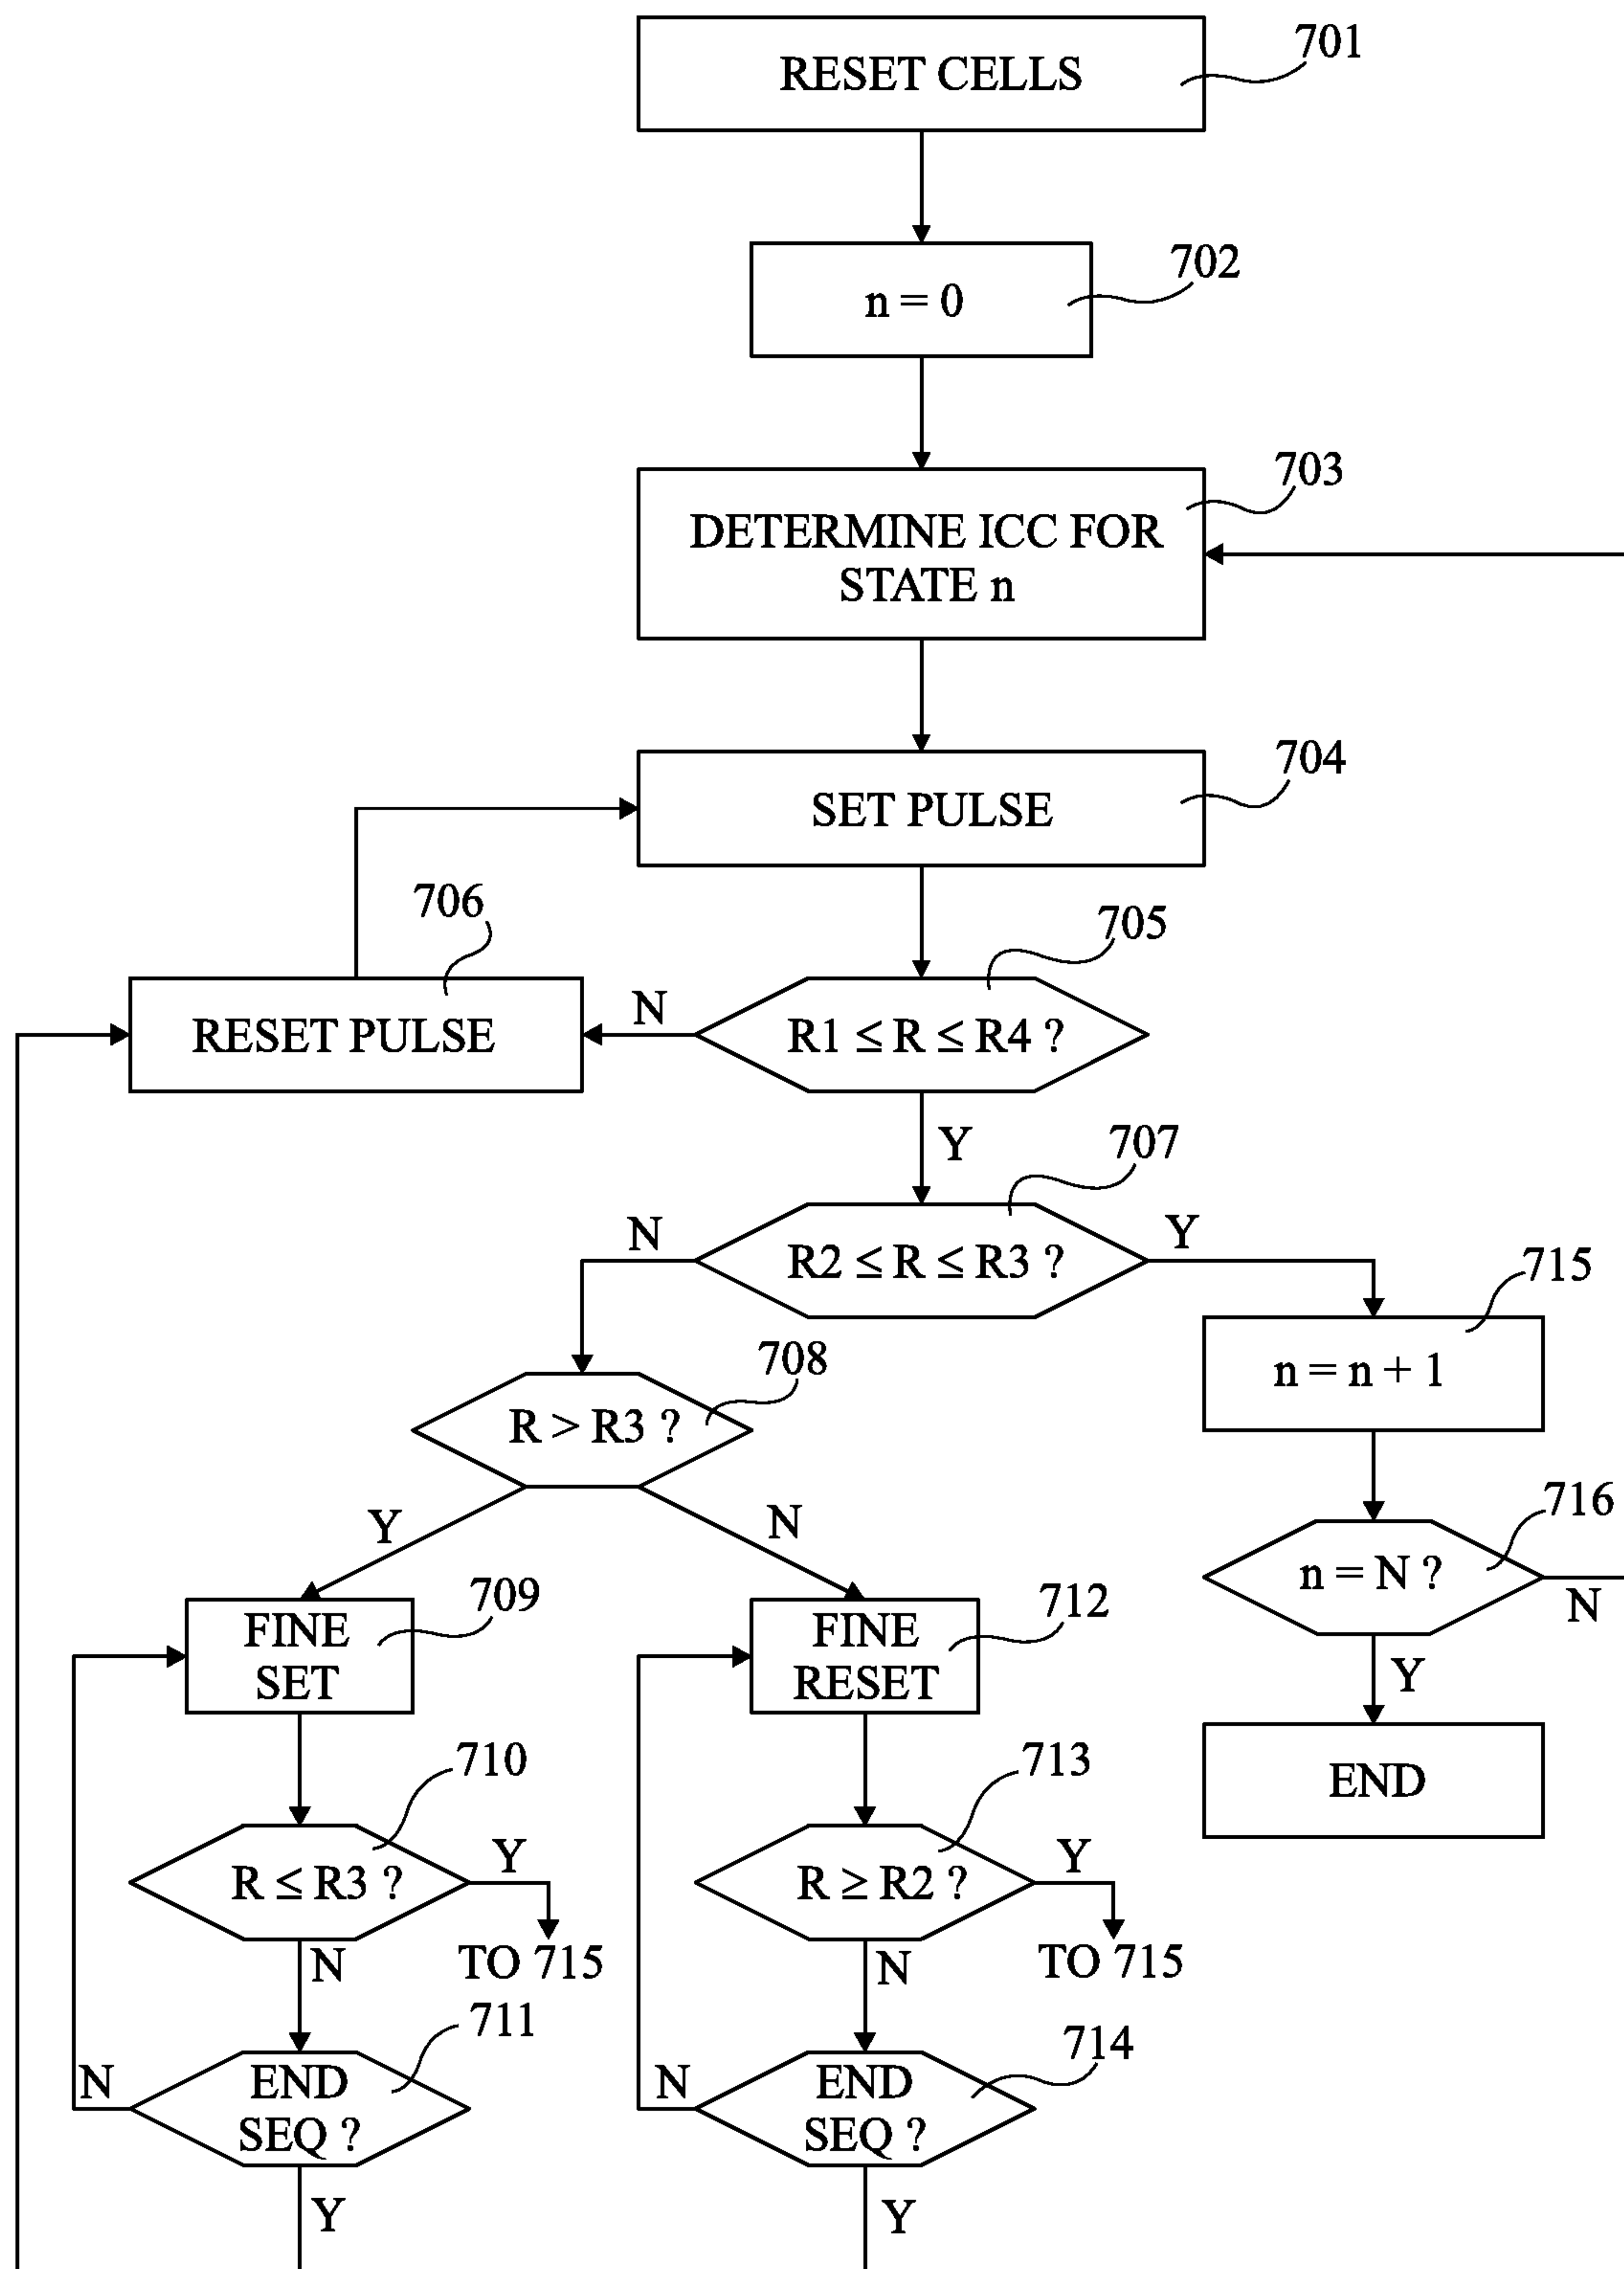 701
RESET CELLS
702
n = 0
703
DETERMINE ICC FOR
STATE n
704
SET PULSE
706
705
RESET PULSE
N
R1 ≤ R ≤ R4 ?
Y
707
N
R2 ≤ R ≤ R3 ?
Y
715
n = n + 1
708
R > R3 ?
Y
N
716
n = N ?
N
Y
END
709
FINE
SET
712
FINE
RESET
710
R ≤ R3 ?
Y
TO 715
N
713
R ≥ R2 ?
Y
TO 715
N
711
END
SEQ ?
N
Y
714
END
SEQ ?
N
Y